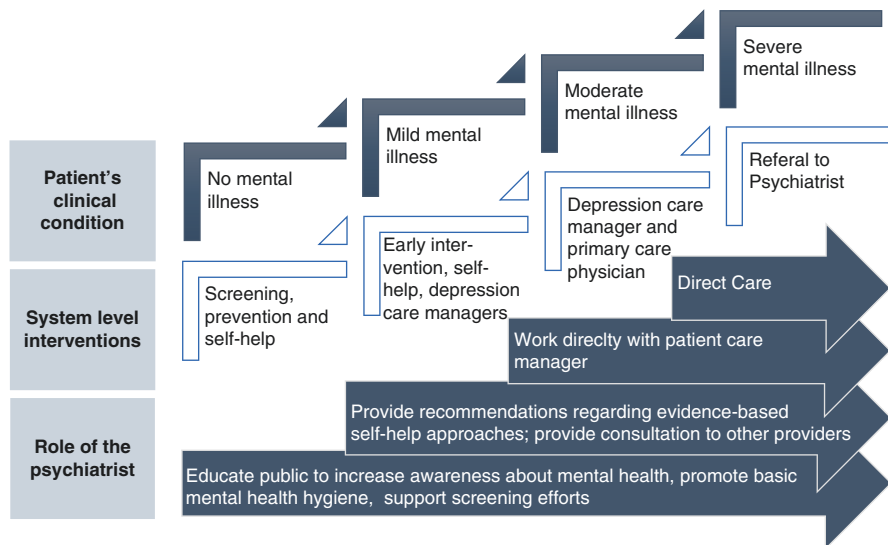 Patient's
clinical
condition
No mental
illness
Mild mental
illness
Moderate
mental illness
Severe
mental illness
System level
interventions
Screening,
prevention and
self-help
Early inter-
vention, self-
help, depression
care managers
Depression care
manager and
primary care
physician
Referal to
Psychiatrist
Role of the
psychiatrist
Direct Care
Work direclty with patient care
manager
Provide recommendations regarding evidence-based
self-help approaches; provide consultation to other providers
Educate public to increase awareness about mental health, promote basic
mental health hygiene, support screening efforts